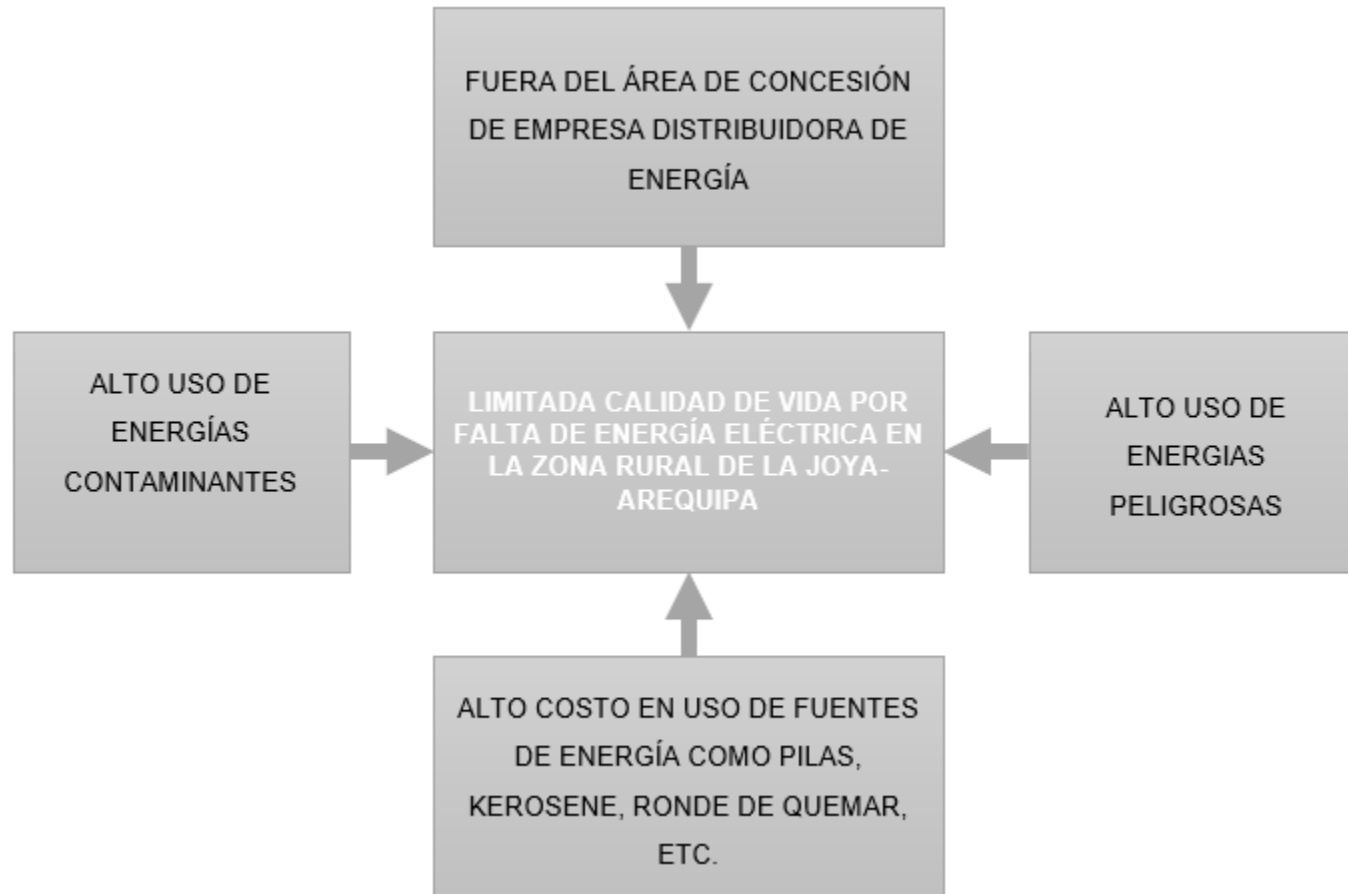 FUERA DEL ÁREA DE CONCESIÓN
DE EMPRESA DISTRIBUIDORA DE
ENERGÍA
ALTO USO DE
ENERGÍAS
CONTAMINANTES
LIMITADA CALIDAD DE VIDA POR
FALTA DE ENERGÍA ELÉCTRICA EN
LA ZONA RURAL DE LA JOYA-
AREQUIPA
ALTO USO DE
ENERGIAS
PELIGROSAS
ALTO COSTO EN USO DE FUENTES
DE ENERGÍA COMO PILAS,
KEROSENE, RONDE DE QUEMAR,
ETC.